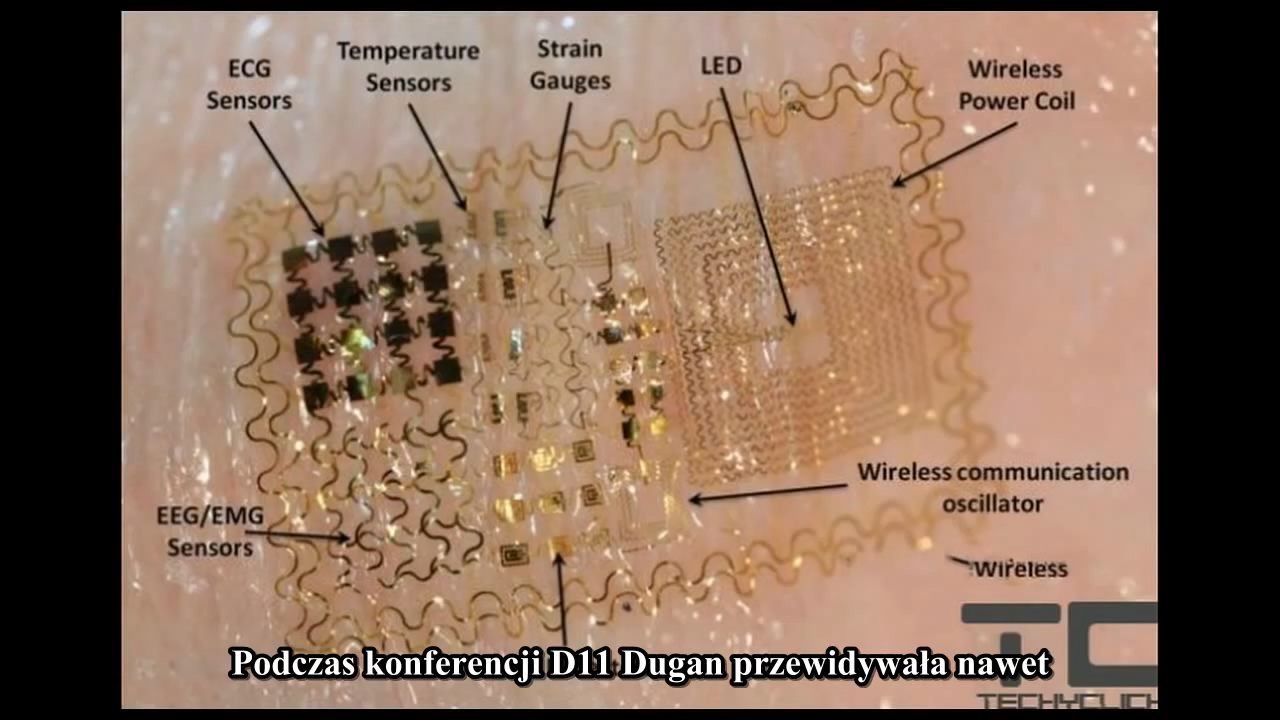 ECG
Sensors
Temperature
Sensors
Strain
Gauges
LED
Wireless
Power Coil
Wireless communication
oscillator
EEG/EMG
Sensors
Wireless
TC
TECHYCLICK
Podczas konferencji D11 Dugan przewidywała nawet